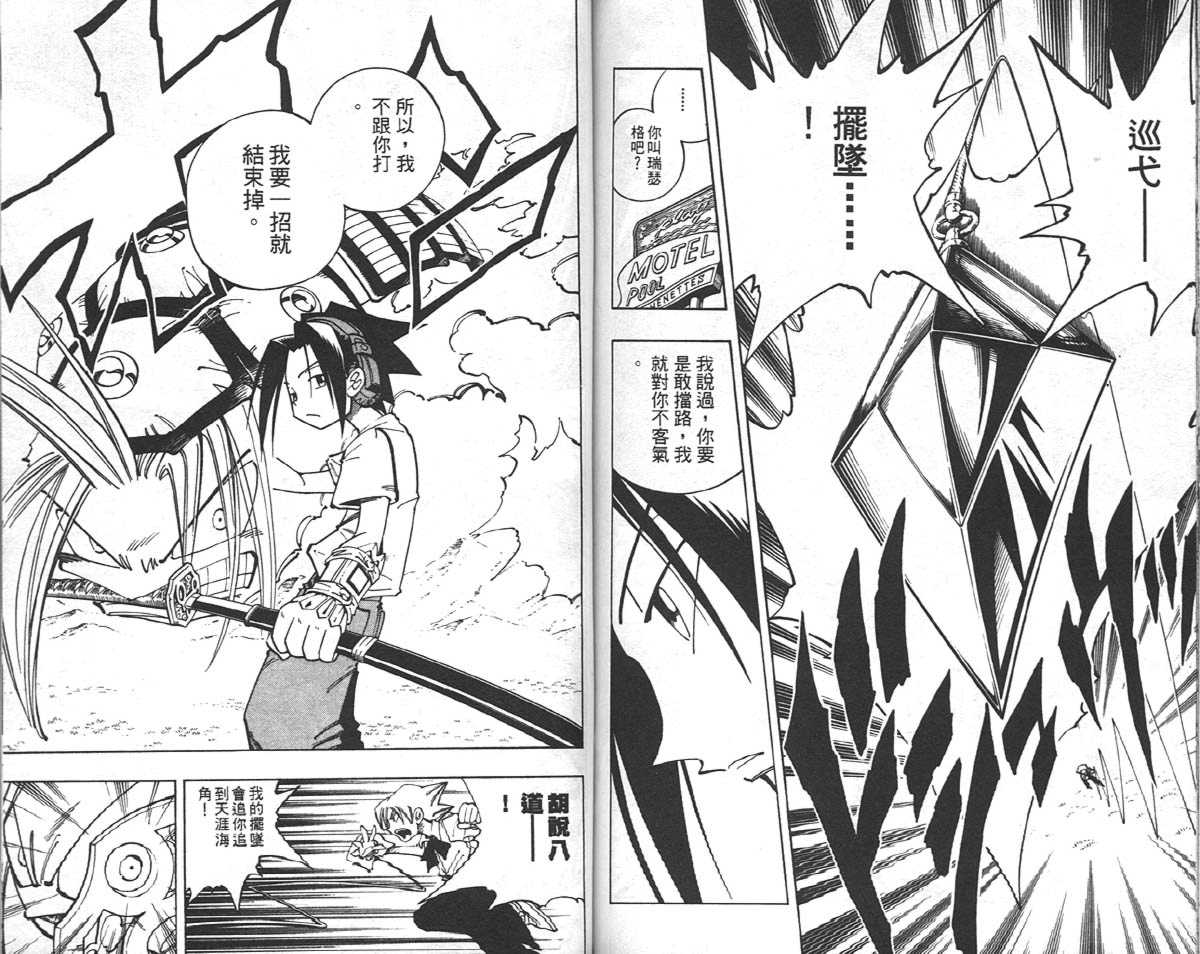 巡弋——
擺墜……
！
……
你叫瑞瑟
格吧？
MOTEL
POOL
我說過，你要
是敢擋路，我
就對你不客氣
。
所以，我
不跟你打
。
我要一招就
結束掉。
胡說八
道——
！
我的擺墜
會追你追
到天涯海
角！